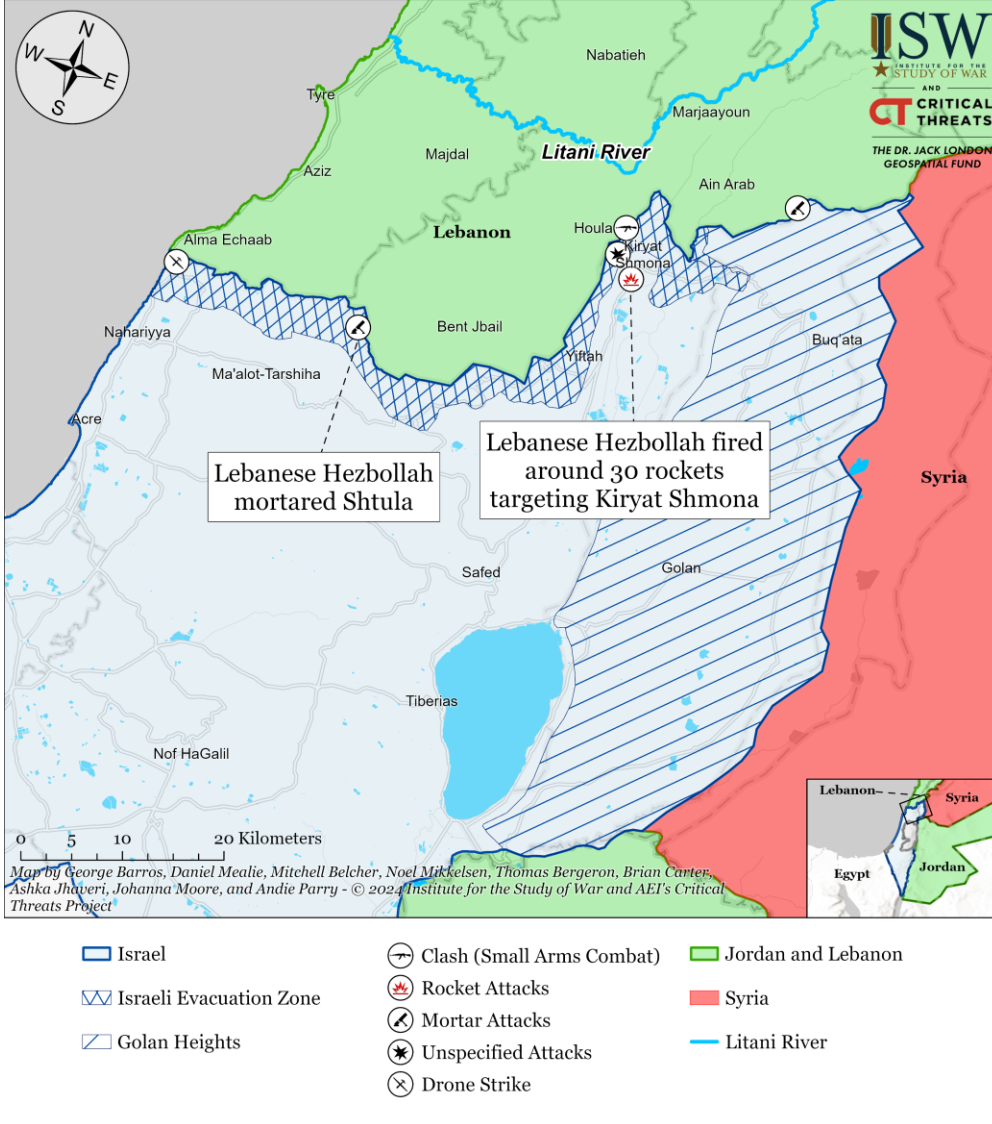 N
W
E
S
ISW
INSTITUTE FOR THE
STUDY OF WAR
AND
CT CRITICAL
THREATS
THE DR. JACK LONDON
GEOSPATIAL FUND
Nabatieh
Tyre
Marjaayoun
Majdal
Litani River
Aziz
Ain Arab
Lebanon
Houla
Alma Echaab
Kiryat
Shmona
Nahariyya
Bent Jbail
Buq'ata
Yiftah
Ma'alot-Tarshiha
Acre
Lebanese Hezbollah
mortared Shtula
Lebanese Hezbollah fired
around 30 rockets
targeting Kiryat Shmona
Syria
Safed
Golan
Tiberias
Nof HaGalil
Lebanon
Syria
Jordan
Egypt
0 5 10 20 Kilometers
Map by George Barros, Daniel Mealie, Mitchell Belcher, Noel Mikkelsen, Thomas Bergeron, Brian Carter,
Ashka Jhaveri, Johanna Moore, and Andie Parry - © 2024 Institute for the Study of War and AEI's Critical
Threats Project
Israel
Israeli Evacuation Zone
Golan Heights
Clash (Small Arms Combat)
Rocket Attacks
Mortar Attacks
Unspecified Attacks
Drone Strike
Jordan and Lebanon
Syria
Litani River